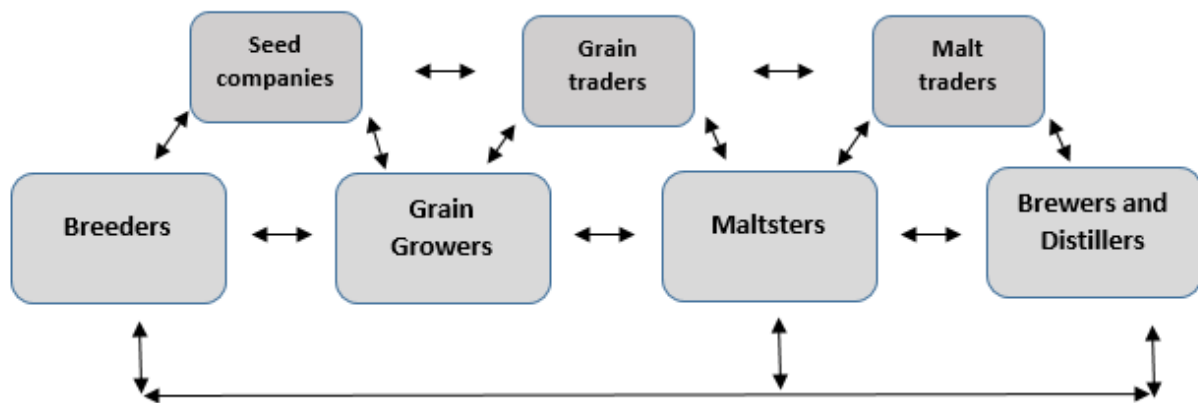 Seed
companies
Grain
traders
Malt
traders
Breeders
Grain
Growers
Maltsters
Brewers and
Distillers